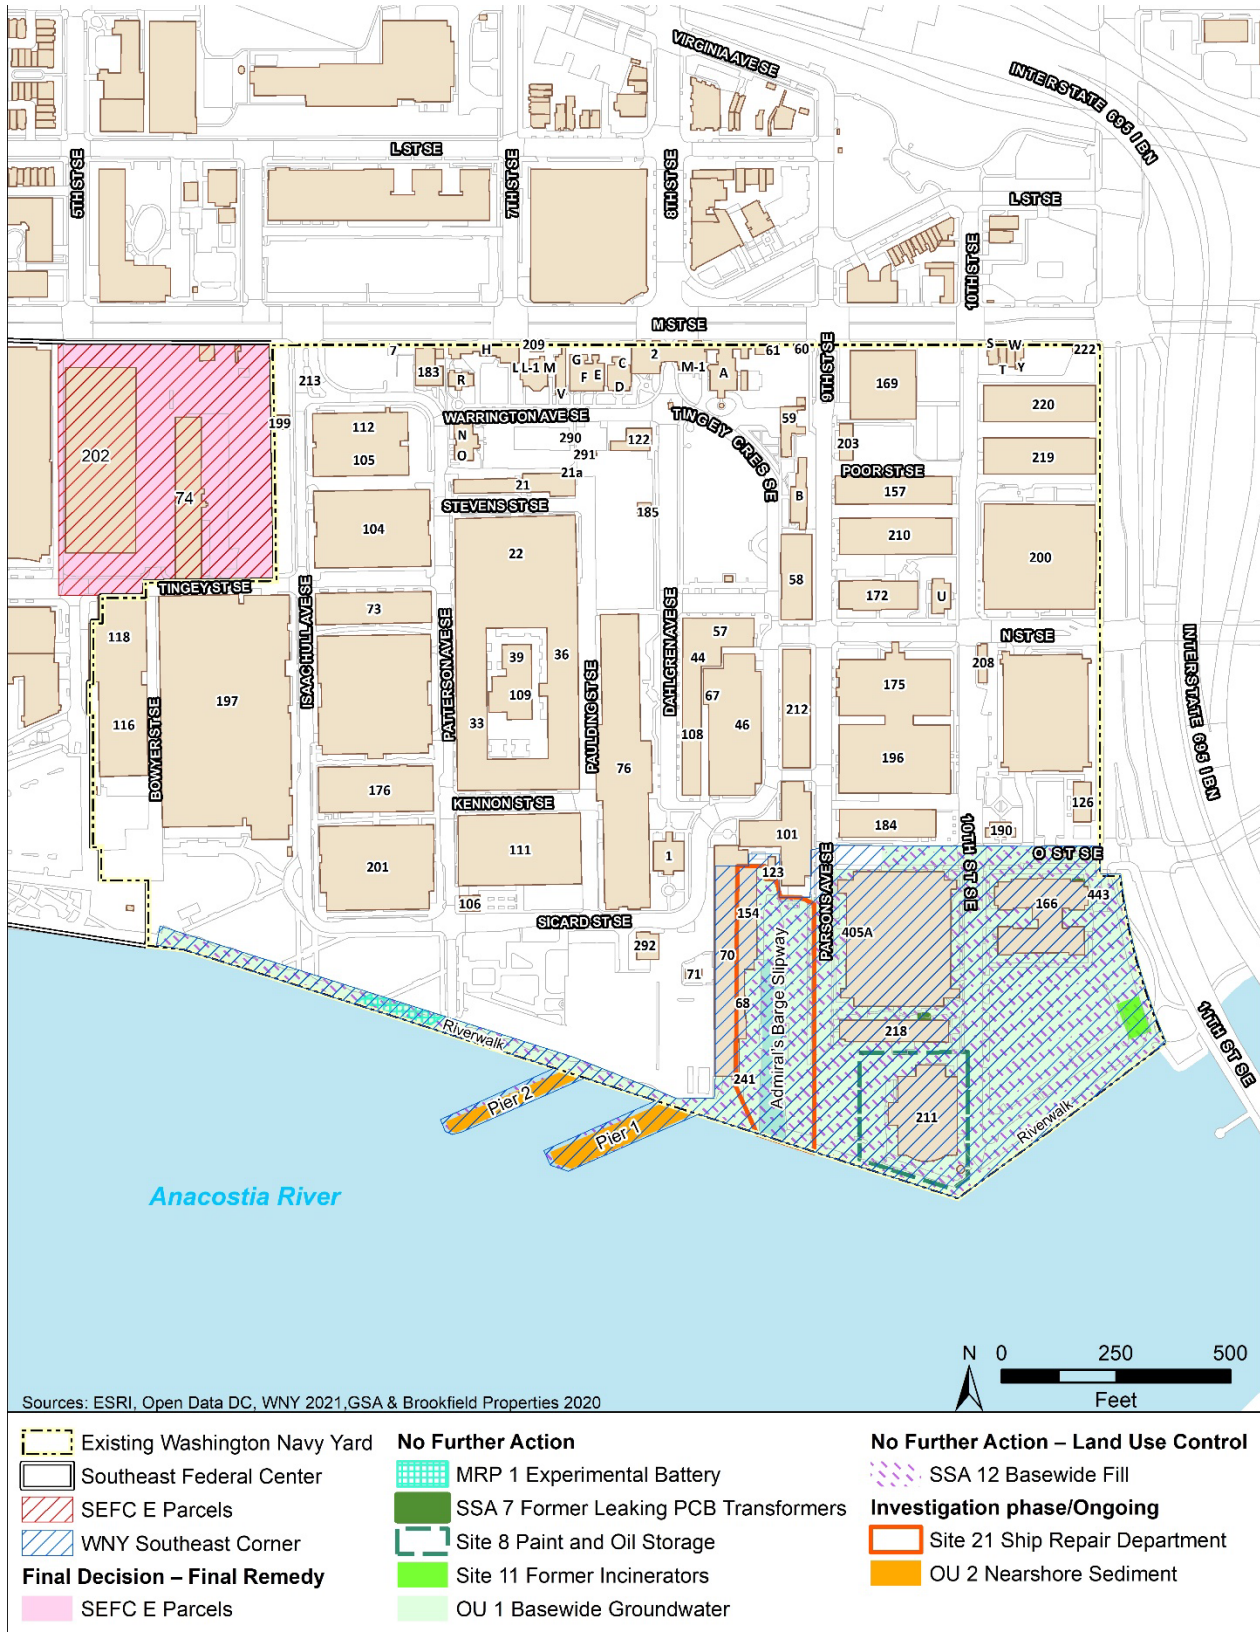 VIRGINIA AVE SE
INTERSTATE 695 I BN
L ST SE
5TH ST SE
7TH ST SE
8TH ST SE
L ST SE
10TH ST SE
M ST SE
7
H
209
G
C
2
61
60
9TH ST SE
S
W
222
213
183
R
L
L-1
M
F
E
D
M-1
A
169
T
Y
V
199
WARRINGTON AVE SE
TINGEY CRES SE
59
220
112
N
290
122
203
202
105
O
291
219
21a
POOR ST SE
74
21
B
157
STEVENS ST SE
185
104
22
210
200
58
TINGEY ST SE
ISAAC HULL AVE SE
DAHLGREN AVE SE
172
U
73
118
PATTERSON AVE SE
57
N ST SE
INTERSTATE 695 I BN
39
36
44
208
175
197
109
67
116
33
PAULDING ST SE
108
46
212
BOWYER ST SE
76
196
176
KENNON ST SE
126
111
101
184
10TH ST SE
190
201
1
PARSONS AVE SE
O ST SE
123
106
154
166
443
SICARD ST SE
405A
292
70
71
Admiral's Barge Slipway
68
Riverwalk
218
11TH ST SE
241
Pier 2
Pier 1
211
Riverwalk
Anacostia River
N
0 250 500
Feet
Sources: ESRI, Open Data DC, WNY 2021,GSA & Brookfield Properties 2020
Existing Washington Navy Yard
Southeast Federal Center
SEFC E Parcels
WNY Southeast Corner
Final Decision – Final Remedy
SEFC E Parcels
No Further Action
MRP 1 Experimental Battery
SSA 7 Former Leaking PCB Transformers
Site 8 Paint and Oil Storage
Site 11 Former Incinerators
OU 1 Basewide Groundwater
No Further Action – Land Use Control
SSA 12 Basewide Fill
Investigation phase/Ongoing
Site 21 Ship Repair Department
OU 2 Nearshore Sediment